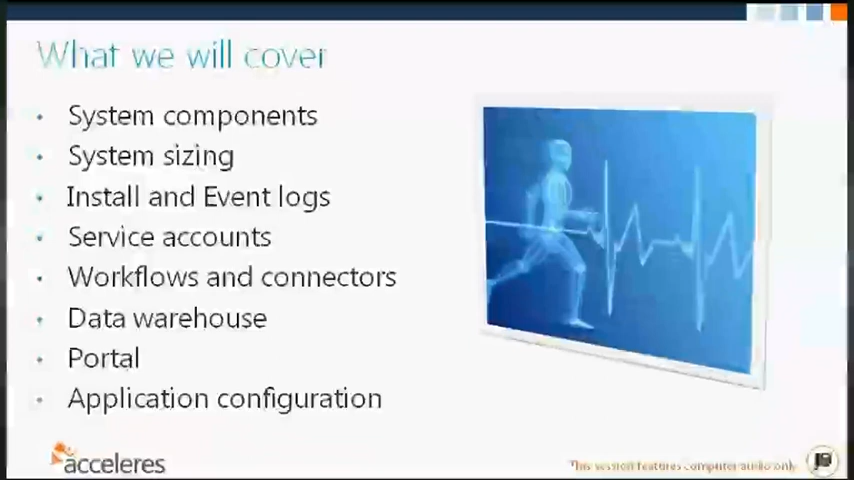 What we will cover
• System components
• System sizing
• Install and Event logs
• Service accounts
• Workflows and connectors
• Data warehouse
• Portal
• Application configuration
acceleres
This session features computer audio only